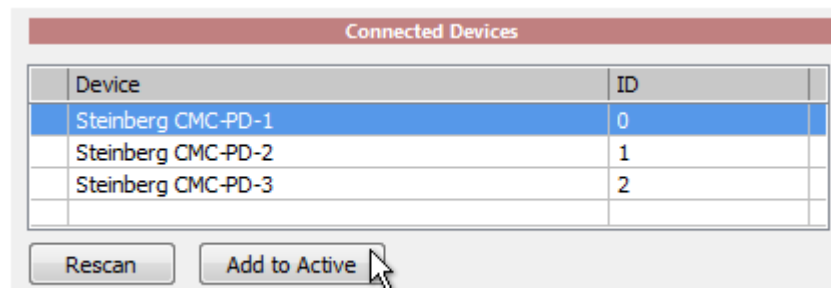 Connected Devices
Device ID
Steinberg CMC-PD-1 0
Steinberg CMC-PD-2 1
Steinberg CMC-PD-3 2
Rescan Add to Active